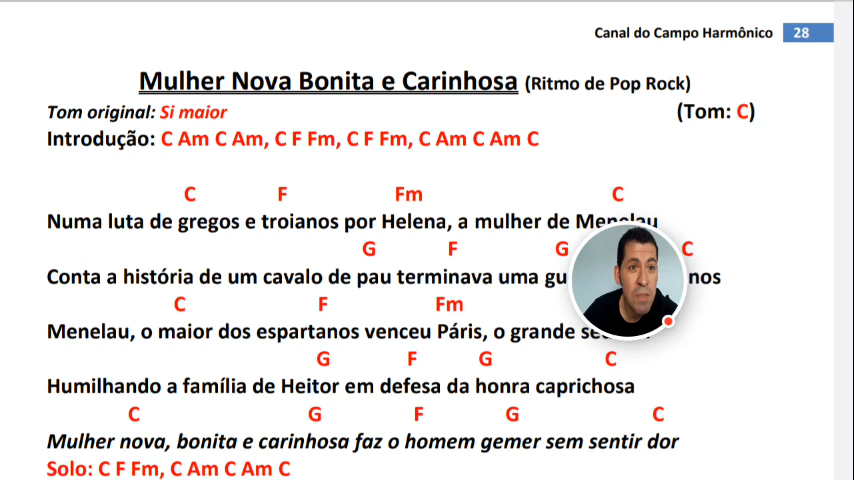 Canal do Campo Harmônico 28
Mulher Nova Bonita e Carinhosa (Ritmo de Pop Rock)
Tom original: Si maior (Tom: C)
Introdução: C Am C Am, C F Fm, C F Fm, C Am C Am C
C F Fm C
Numa luta de gregos e troianos por Helena, a mulher de Menelau
G F G C
Conta a história de um cavalo de pau terminava uma
C F Fm
Menelau, o maior dos espartanos venceu Páris, o grande
G F G C
Humilhando a família de Heitor em defesa da honra caprichosa
C G F G C
Mulher nova, bonita e carinhosa faz o homem gemer sem sentir dor
Solo: C F Fm, C Am C Am C